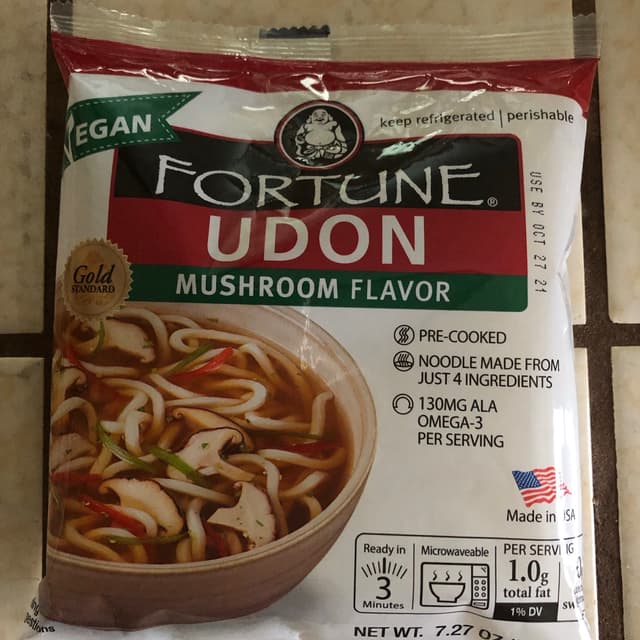 keep refrigerated | perishable
EGAN
FORTUNE®
UDON
MUSHROOM FLAVOR
USE BY OCT 27 21
Gold
STANDARD
PRE-COOKED
NOODLE MADE FROM
JUST 4 INGREDIENTS
130MG ALA
OMEGA-3
PER SERVING
Made in USA
Ready in
3
Minutes
Microwaveable
PER SERVING
1.0g
total fat
1% DV
NET WT. 7.27 OZ